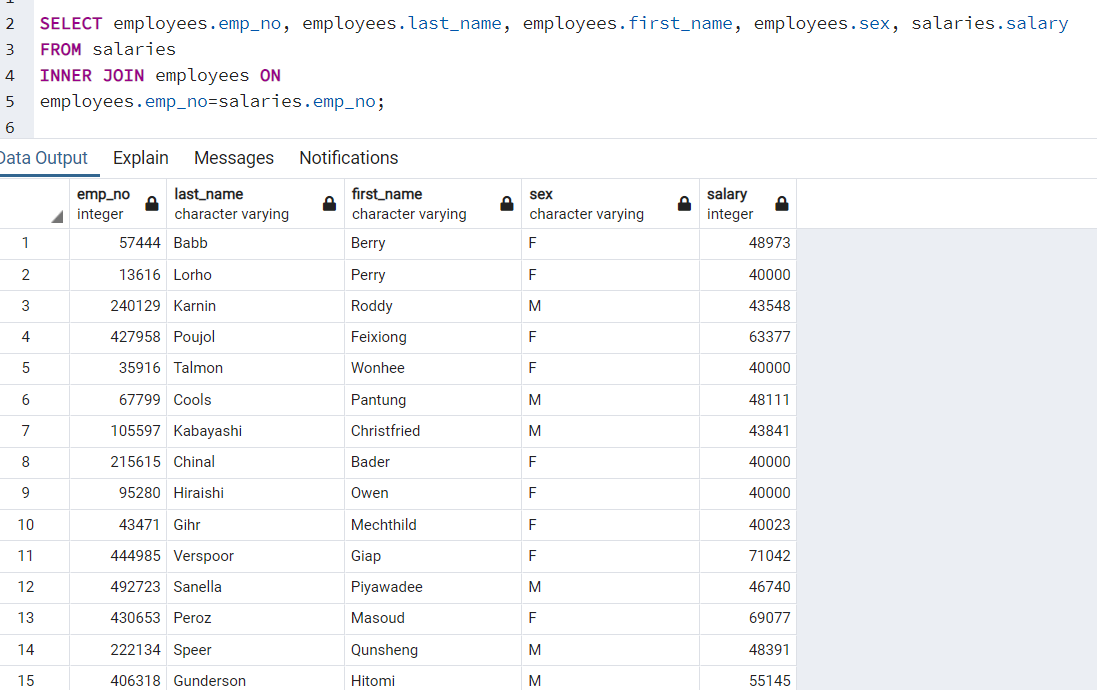 2 SELECT employees.emp_no, employees.last_name, employees.first_name, employees.sex, salaries.salary
3 FROM salaries
4 INNER JOIN employees ON
5 employees.emp_no=salaries.emp_no;
6
Data Output Explain Messages Notifications
emp_no last_name first_name sex salary
integer character varying character varying character varying integer
1 57444 Babb Berry F 48973
2 13616 Lorho Perry F 40000
3 240129 Karnin Roddy M 43548
4 427958 Poujol Feixiong F 63377
5 35916 Talmon Wonhee F 40000
6 67799 Cools Pantung M 48111
7 105597 Kabayashi Christfried M 43841
8 215615 Chinal Bader F 40000
9 95280 Hiraishi Owen F 40000
10 43471 Gihr Mechthild F 40023
11 444985 Verspoor Giap F 71042
12 492723 Sanella Piyawadee M 46740
13 430653 Peroz Masoud F 69077
14 222134 Speer Qunsheng M 48391
15 406318 Gunderson Hitomi M 55145